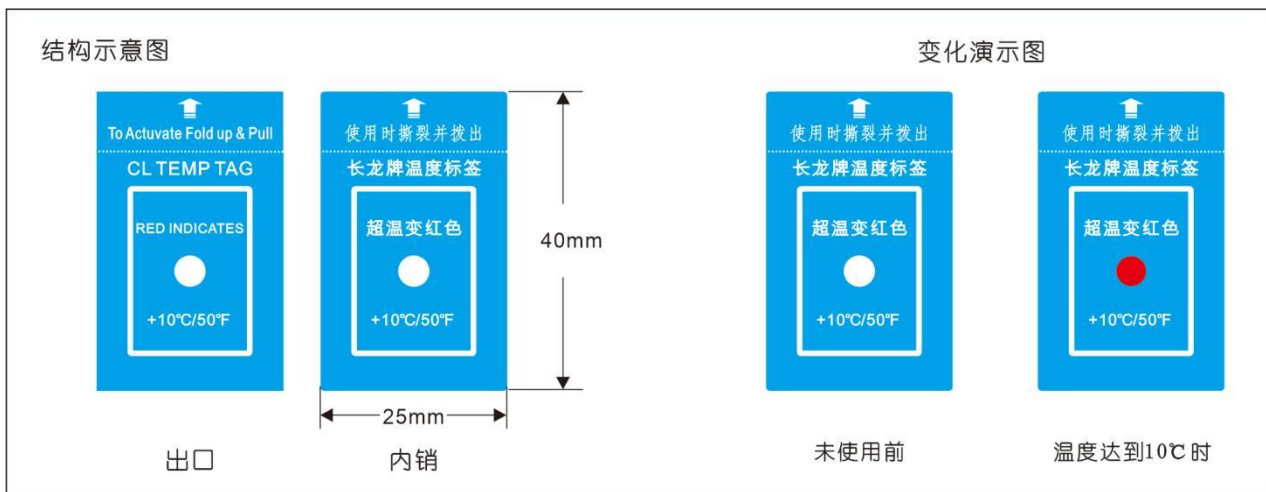 结构示意图
To Actuvate Fold up & Pull
CL TEMP TAG
RED INDICATES
+10℃/50℉
出口
使用时撕裂并拨出
长龙牌温度标签
超温变红色
+10℃/50℉
25mm
40mm
内销
变化演示图
使用时撕裂并拨出
长龙牌温度标签
超温变红色
+10℃/50℉
未使用前
使用时撕裂并拨出
长龙牌温度标签
超温变红色
+10℃/50℉
温度达到10℃时